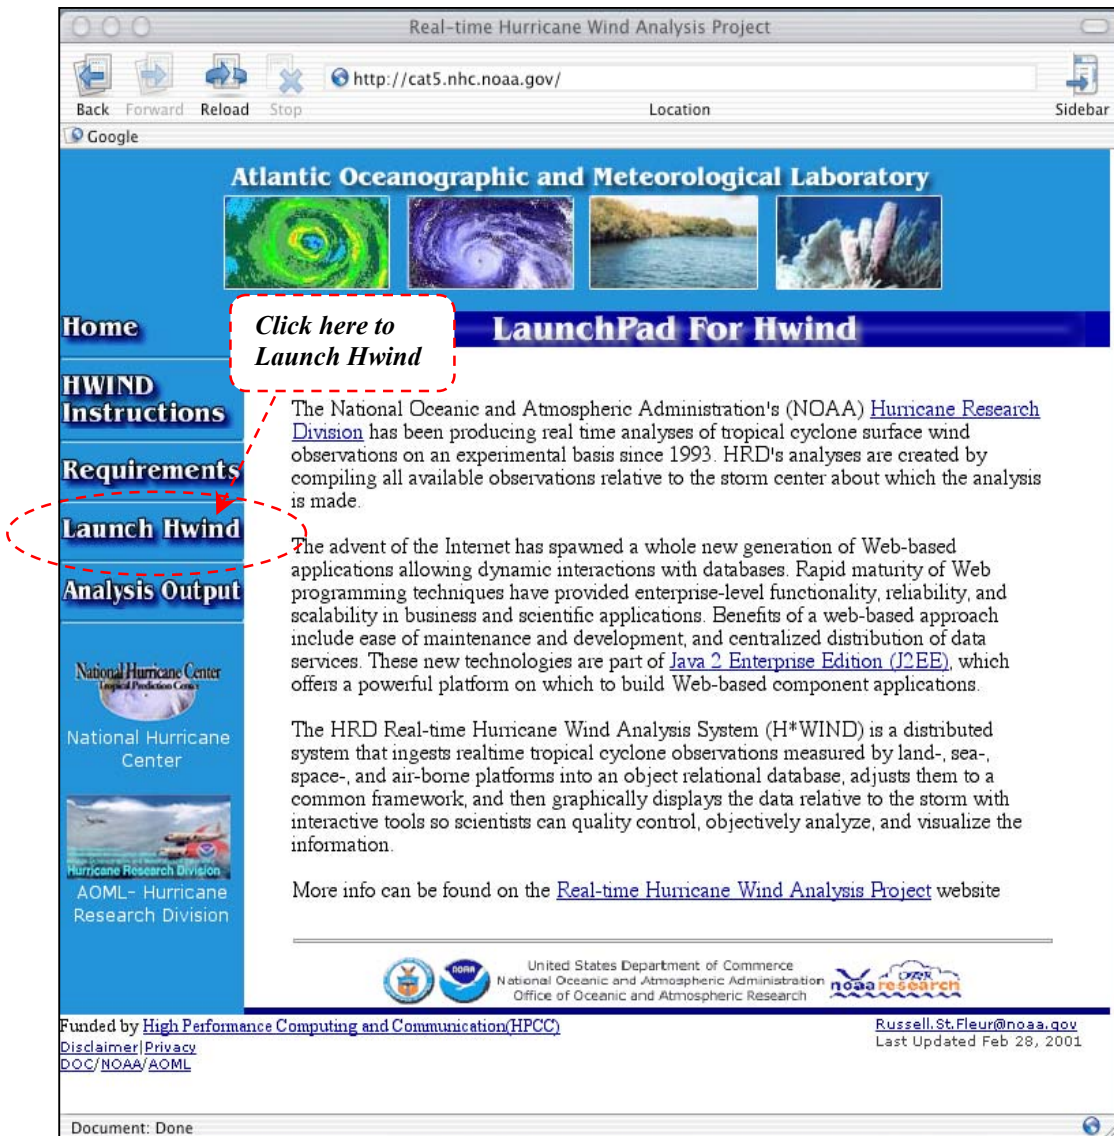 Real-time Hurricane Wind Analysis Project
http://cat5.nhc.noaa.gov/
Back Forward Reload Stop Location Sidebar
Google
Atlantic Oceanographic and Meteorological Laboratory
Home
HWIND
Instructions
Requirements
Launch Hwind
Analysis Output
National Hurricane Center
Tropical Prediction Center
National Hurricane
Center
Hurricane Research Division
AOML- Hurricane
Research Division
Click here to
Launch Hwind
LaunchPad For Hwind
The National Oceanic and Atmospheric Administration's (NOAA) Hurricane Research
Division has been producing real time analyses of tropical cyclone surface wind
observations on an experimental basis since 1993. HRD's analyses are created by
compiling all available observations relative to the storm center about which the analysis
is made.
The advent of the Internet has spawned a whole new generation of Web-based
applications allowing dynamic interactions with databases. Rapid maturity of Web
programming techniques have provided enterprise-level functionality, reliability, and
scalability in business and scientific applications. Benefits of a web-based approach
include ease of maintenance and development, and centralized distribution of data
services. These new technologies are part of Java 2 Enterprise Edition (J2EE), which
offers a powerful platform on which to build Web-based component applications.
The HRD Real-time Hurricane Wind Analysis System (H*WIND) is a distributed
system that ingests realtime tropical cyclone observations measured by land-, sea-,
space-, and air-borne platforms into an object relational database, adjusts them to a
common framework, and then graphically displays the data relative to the storm with
interactive tools so scientists can quality control, objectively analyze, and visualize the
information.
More info can be found on the Real-time Hurricane Wind Analysis Project website
noaa
United States Department of Commerce
National Oceanic and Atmospheric Administration
Office of Oceanic and Atmospheric Research
noaa research
Funded by High Performance Computing and Communication(HPCC)
Disclaimer|Privacy
DOC/NOAA/AOML
Russell.St.Fleur@noaa.gov
Last Updated Feb 28, 2001
Document: Done